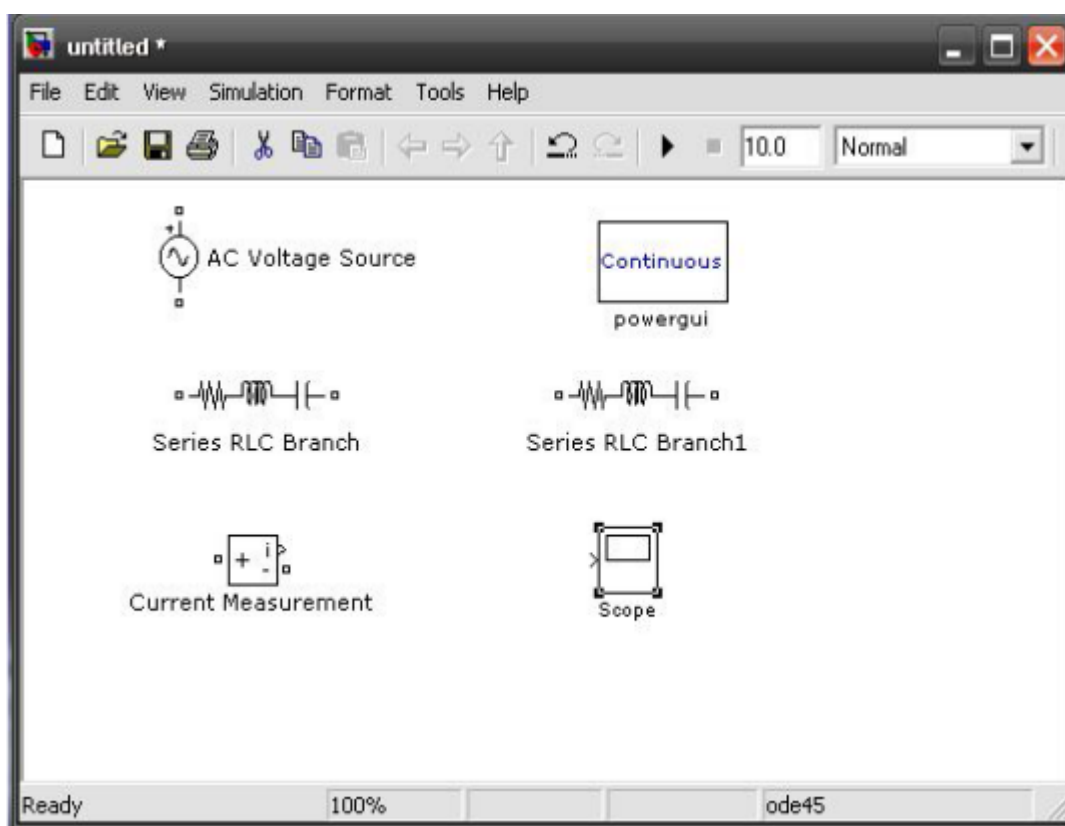 untitled *
File Edit View Simulation Format Tools Help
10.0 Normal
AC Voltage Source
Continuous
powergui
Series RLC Branch Series RLC Branch1
+ i
-
Current Measurement
Scope
Ready 100% ode45